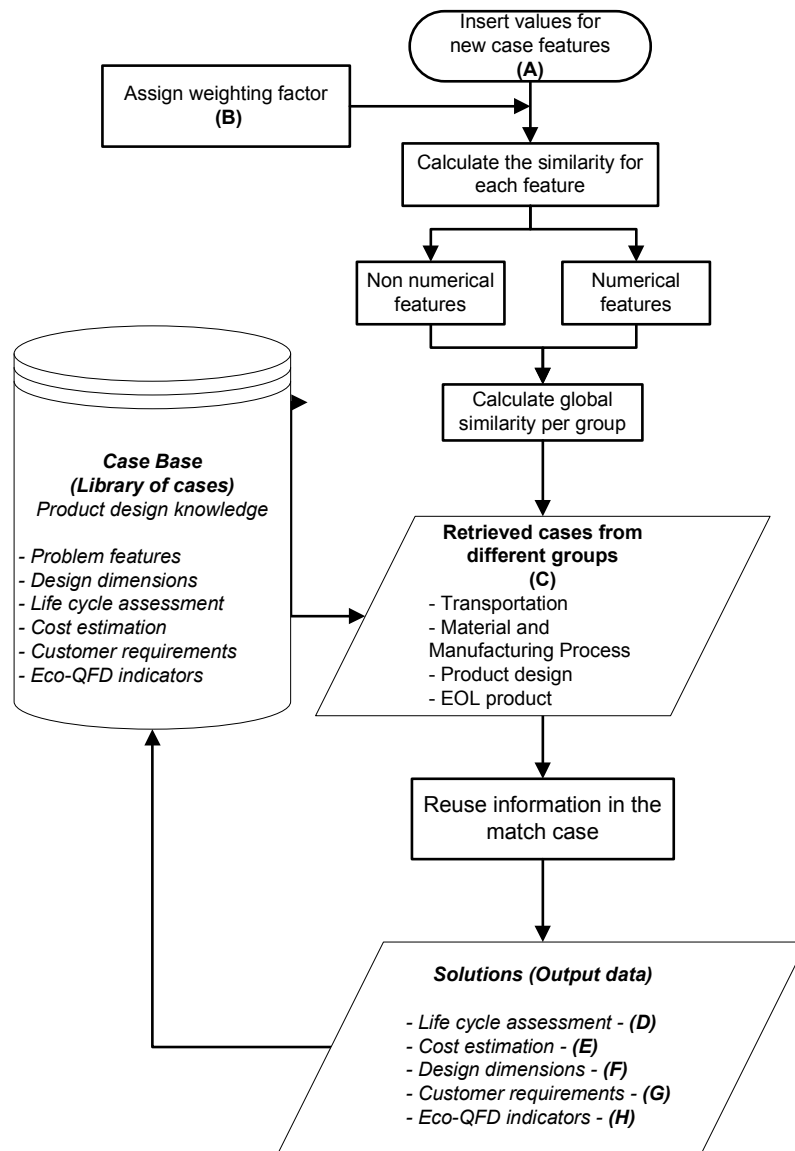 Insert values for
new case features
(A)
Assign weighting factor
(B)
Calculate the similarity for
each feature
Non numerical
features
Numerical
features
Calculate global
similarity per group
Case Base
(Library of cases)
Product design knowledge
- Problem features
- Design dimensions
- Life cycle assessment
- Cost estimation
- Customer requirements
- Eco-QFD indicators
Retrieved cases from
different groups
(C)
- Transportation
- Material and
Manufacturing Process
- Product design
- EOL product
Reuse information in the
match case
Solutions (Output data)
- Life cycle assessment - (D)
- Cost estimation - (E)
- Design dimensions - (F)
- Customer requirements - (G)
- Eco-QFD indicators - (H)